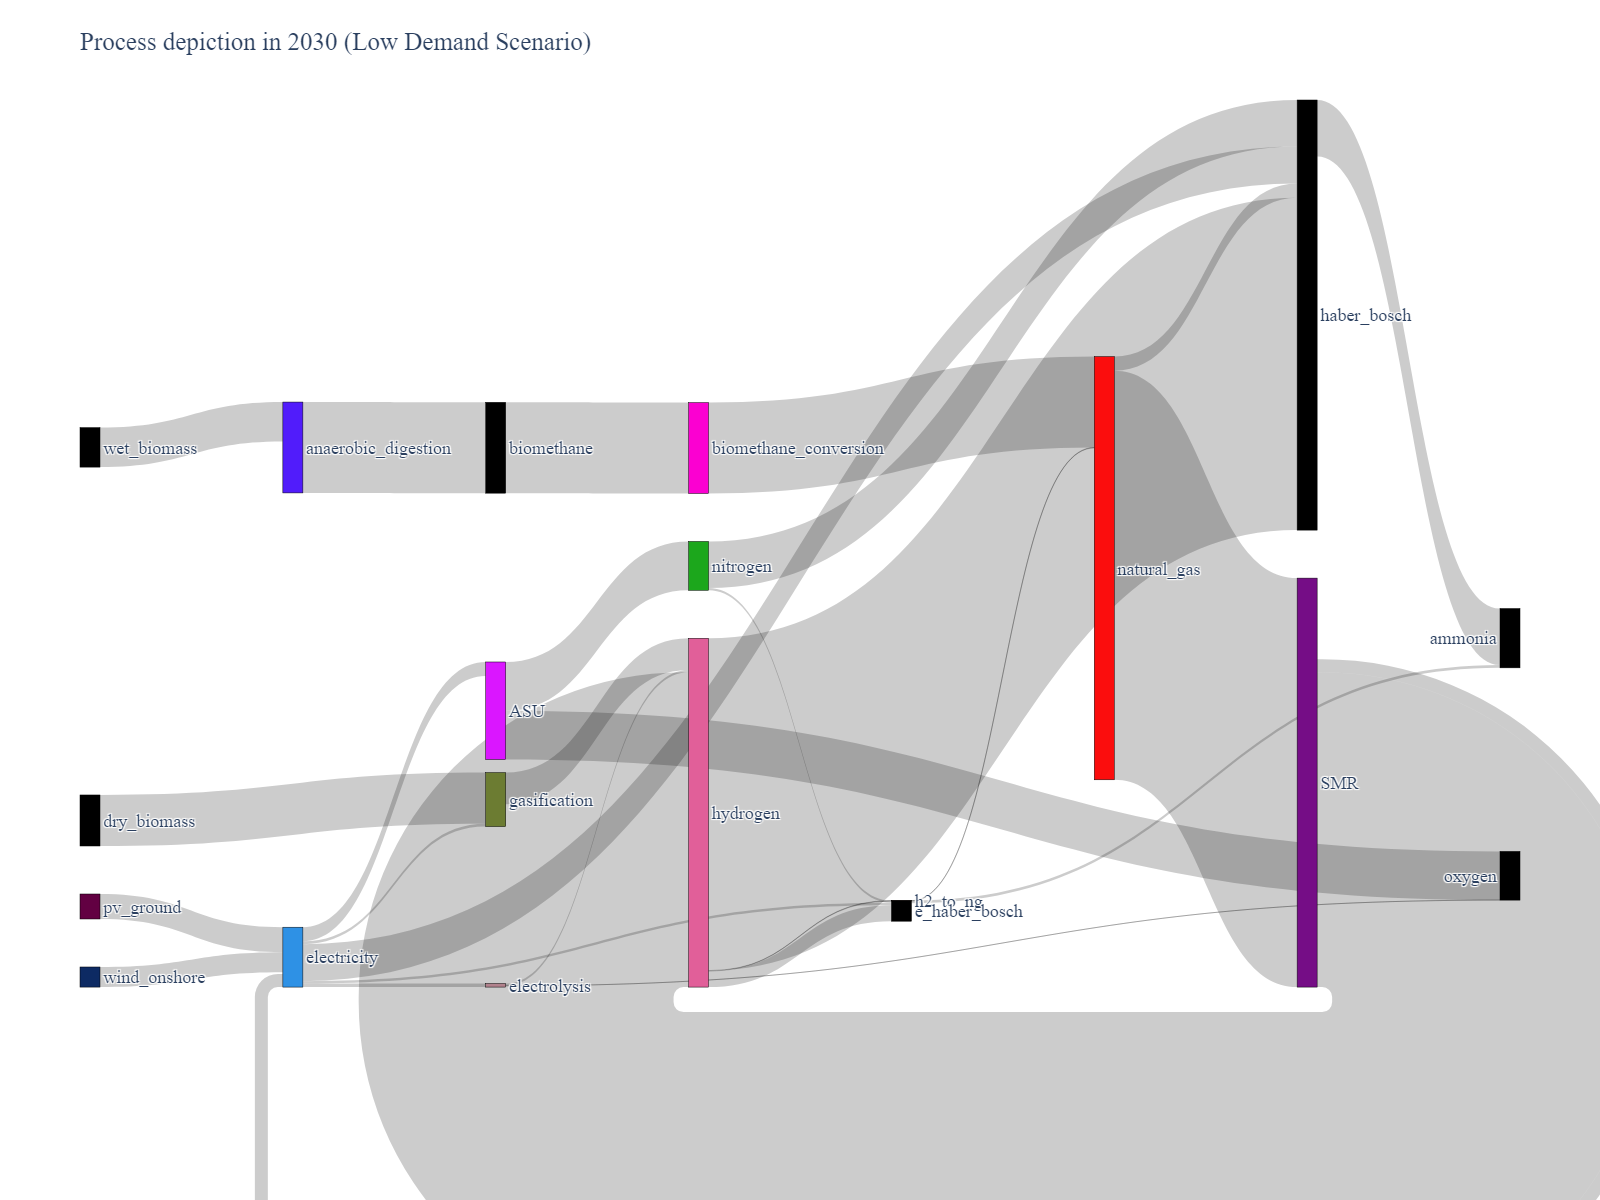 Process depiction in 2030 (Low Demand Scenario)
haber_bosch
wet_biomass
anaerobic_digestion
biomethane
biomethane_conversion
nitrogen
natural_gas
ammonia
ASU
SMR
gasification
hydrogen
dry_biomass
oxygen
pv_ground
h2_to_ng
e_haber_bosch
electricity
wind_onshore
electrolysis